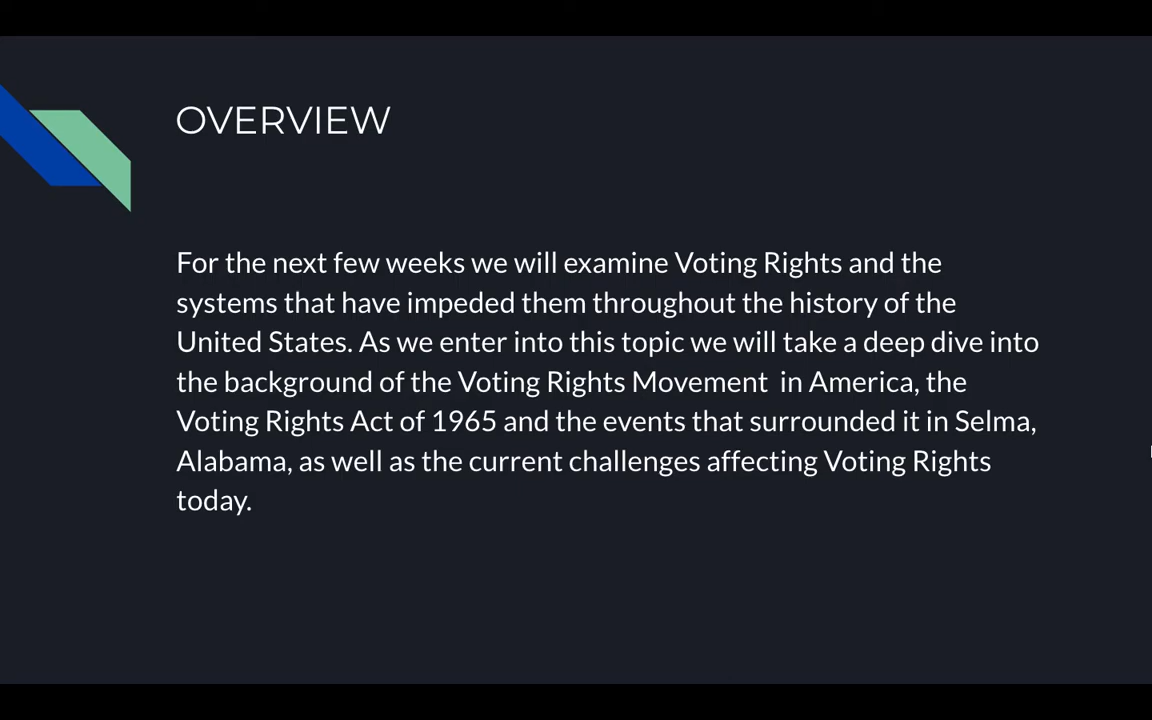 OVERVIEW
For the next few weeks we will examine Voting Rights and the
systems that have impeded them throughout the history of the
United States. As we enter into this topic we will take a deep dive into
the background of the Voting Rights Movement  in America, the
Voting Rights Act of 1965 and the events that surrounded it in Selma,
Alabama, as well as the current challenges affecting Voting Rights
today.